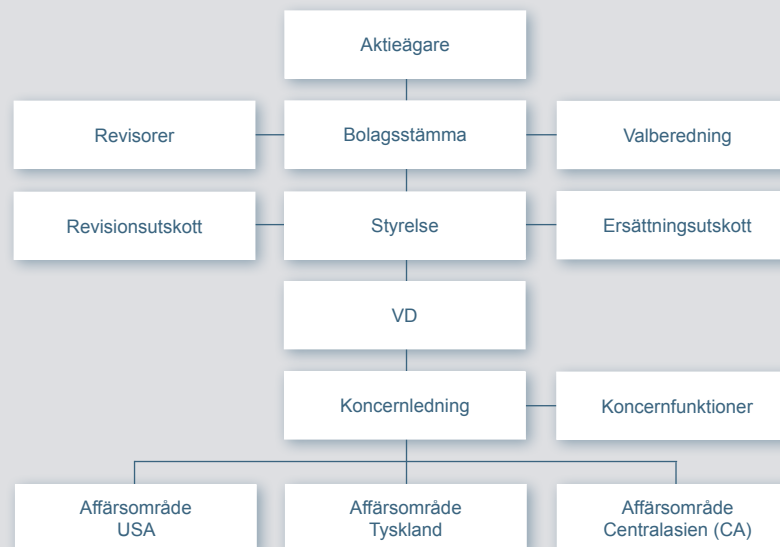 Aktieägare
Revisorer
Bolagsstämma
Valberedning
Revisionsutskott
Styrelse
Ersättningsutskott
VD
Koncernledning
Koncernfunktioner
Affärsområde
USA
Affärsområde
Tyskland
Affärsområde
Centralasien (CA)